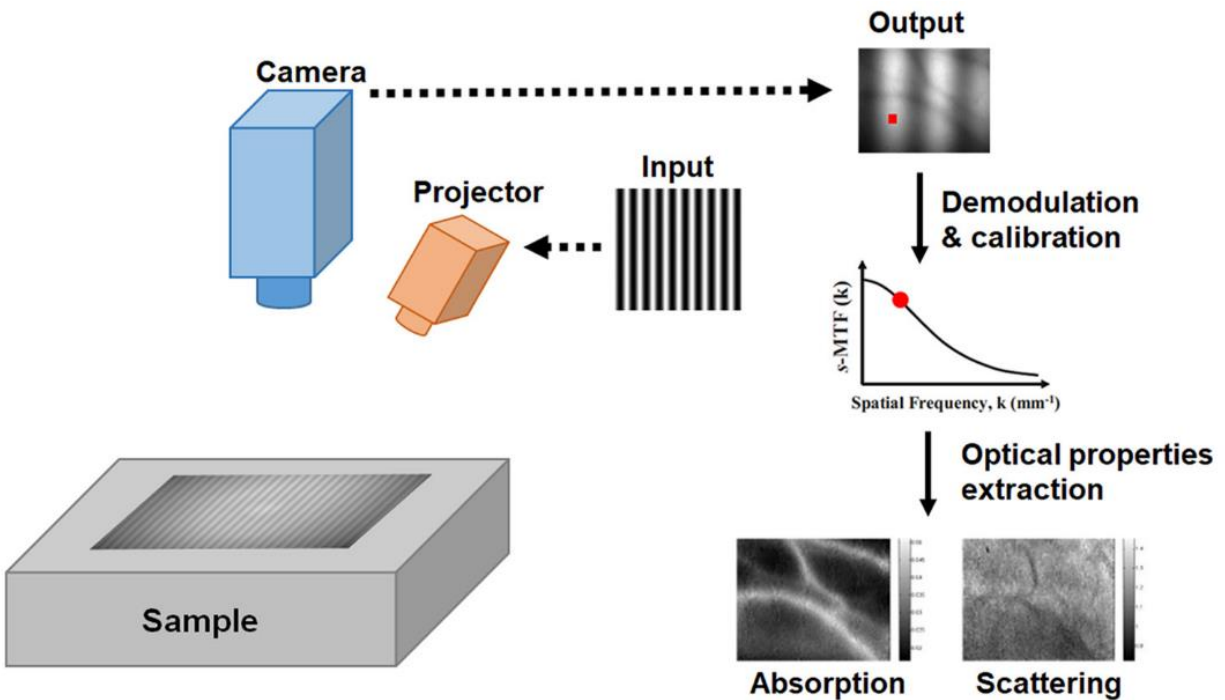 Output
Camera
Input
Projector
Demodulation
& calibration
s-MTF (k)
Spatial Frequency, k (mm⁻¹)
Optical properties
extraction
Sample
Absorption
Scattering